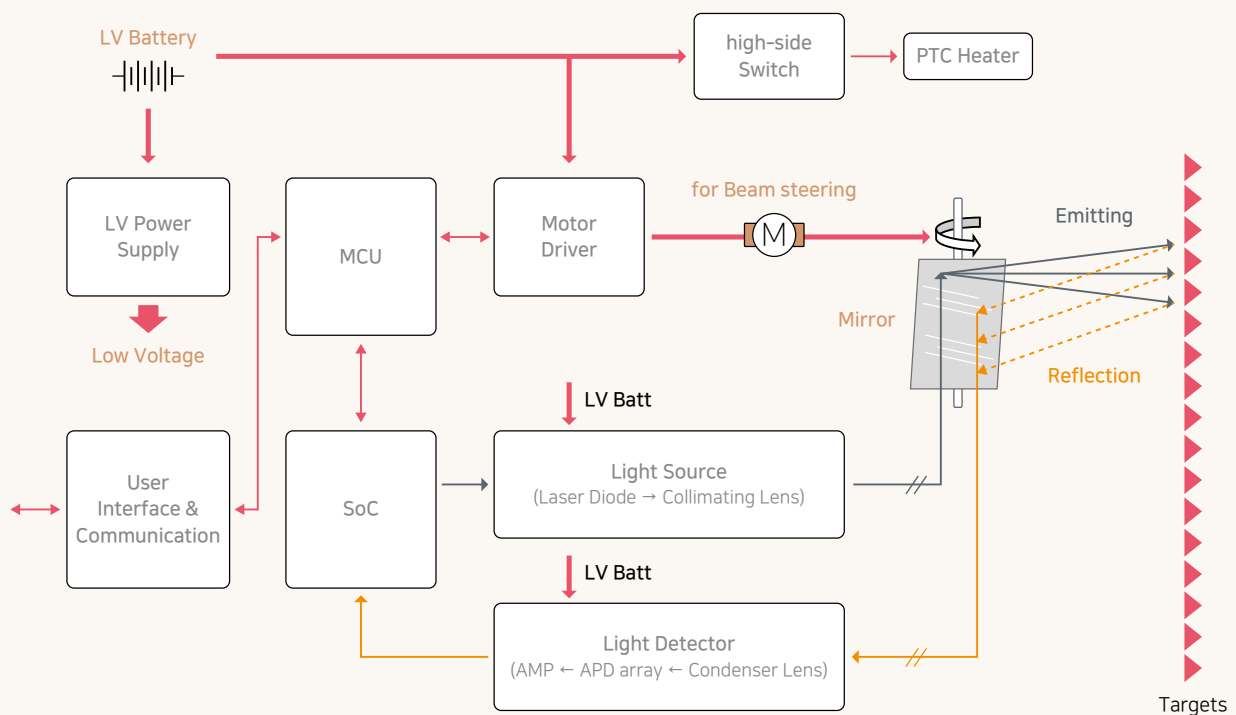 LV Battery
high-side
Switch
PTC Heater
LV Power
Supply
MCU
Motor
Driver
for Beam steering
M
Emitting
Low Voltage
Mirror
Reflection
LV Batt
User
Interface &
Communication
SoC
Light Source
(Laser Diode → Collimating Lens)
LV Batt
Light Detector
(AMP ← APD array ← Condenser Lens)
Targets